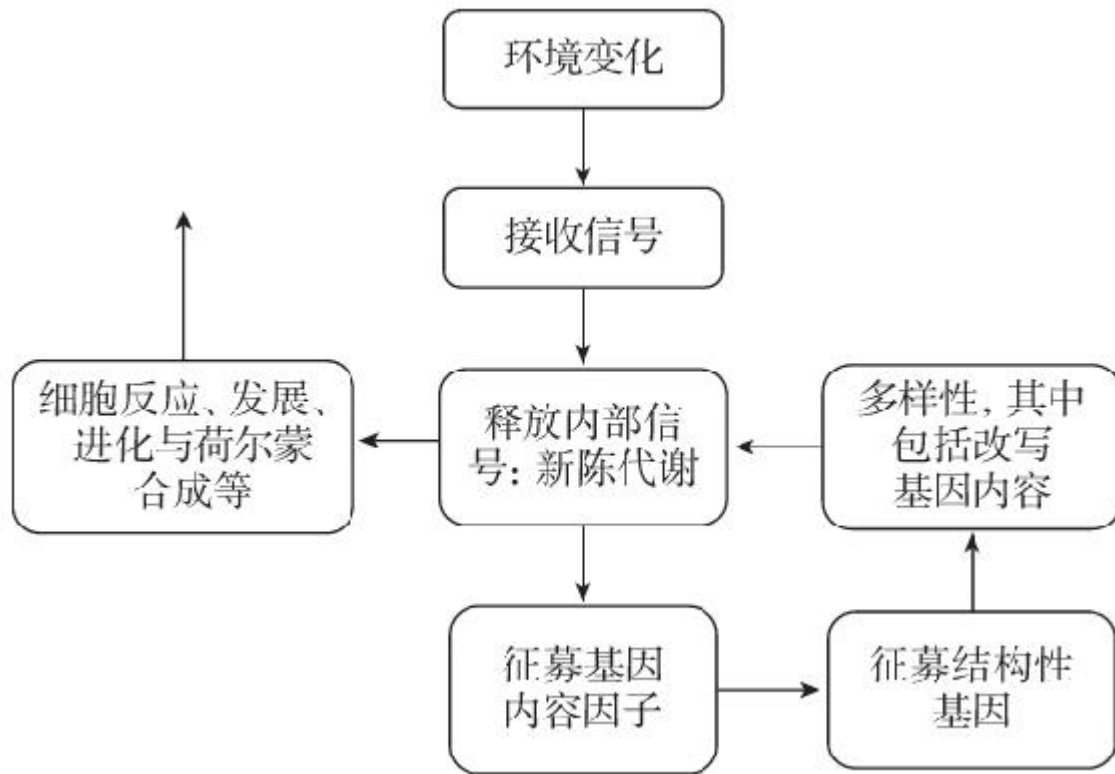 环境变化
接收信号
细胞反应、发展、
进化与荷尔蒙
合成等
释放内部信
号：新陈代谢
多样性，其中
包括改写
基因内容
征募基因
内容因子
征募结构性
基因